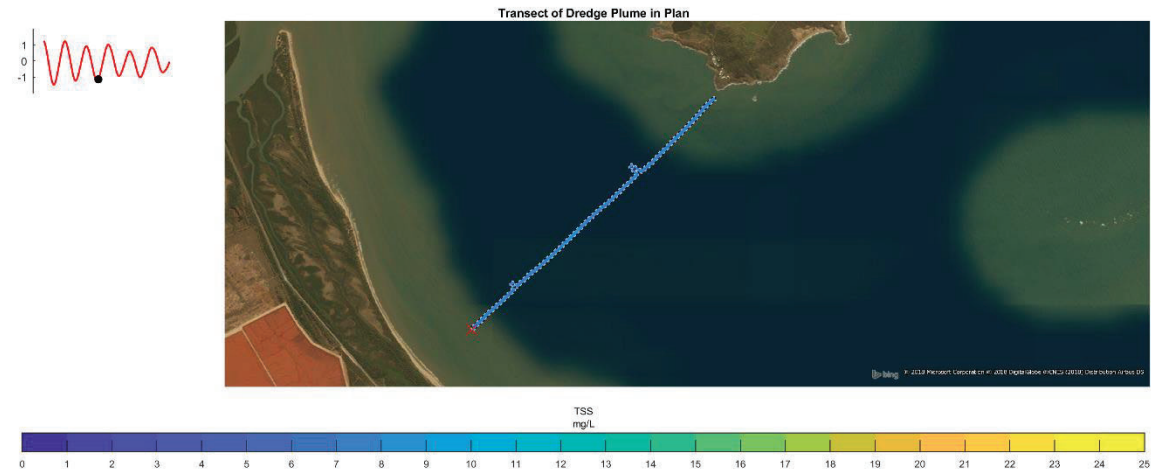 Transect of Dredge Plume in Plan
1
0
-1
bing
© 2018 Microsoft Corporation © 2018 DigitalGlobe ©CNES (2018) Distribution Airbus DS
TSS
mg/L
0 1 2 3 4 5 6 7 8 9 10 11 12 13 14 15 16 17 18 19 20 21 22 23 24 25